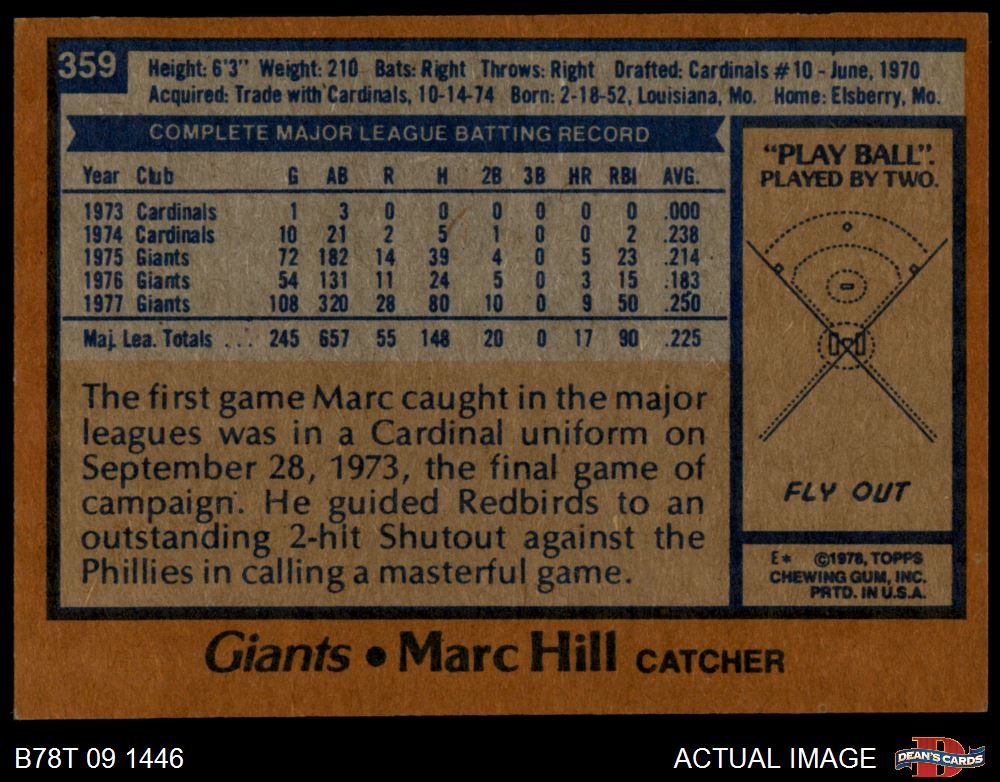 359
Height: 6'3" Weight: 210 Bats: Right Throws: Right Drafted: Cardinals #10 - June, 1970
Acquired: Trade with Cardinals, 10-14-74 Born: 2-18-52, Louisiana, Mo. Home: Elsberry, Mo.
COMPLETE MAJOR LEAGUE BATTING RECORD
Year Club G AB R H 2B 3B HR RBI AVG.
1973 Cardinals 1 3 0 0 0 0 0 0 .000
1974 Cardinals 10 21 2 5 1 0 0 2 .238
1975 Giants 72 182 14 39 4 0 5 23 .214
1976 Giants 54 131 11 24 5 0 3 15 .183
1977 Giants 108 320 28 80 10 0 9 50 .250
Maj. Lea. Totals ... 245 657 55 148 20 0 17 90 .225
The first game Marc caught in the major
leagues was in a Cardinal uniform on
September 28, 1973, the final game of
campaign. He guided Redbirds to an
outstanding 2-hit Shutout against the
Phillies in calling a masterful game.
"PLAY BALL".
PLAYED BY TWO.
FLY OUT
E* ©1978, TOPPS
CHEWING GUM, INC.
PRTD. IN U.S.A.
Giants • Marc Hill CATCHER
B78T 09 1446
ACTUAL IMAGE
D
DEAN'S CARDS